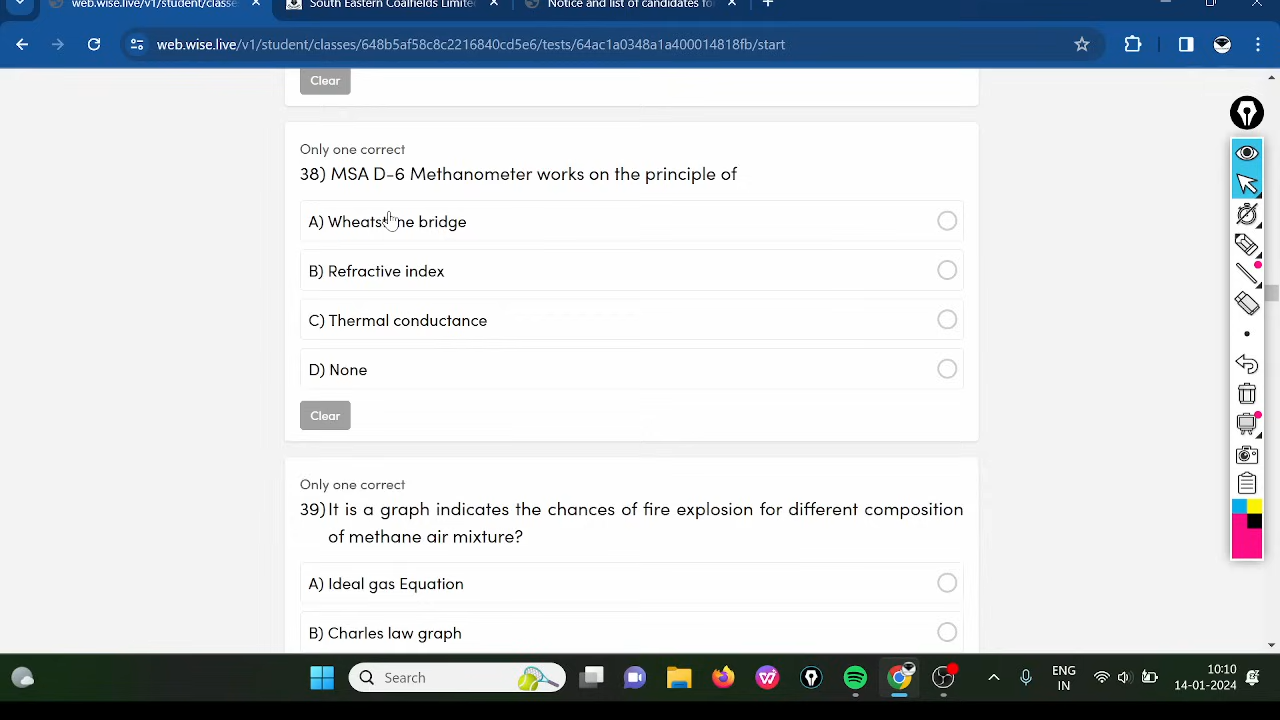 web.wise.live/v1/student/classe
South Eastern Coalfields Limite
Notice and list of candidates fo
web.wise.live/v1/student/classes/648b5af58c8c2216840cd5e6/tests/64ac1a0348a1a400014818fb/start
Clear
Only one correct
38) MSA D-6 Methanometer works on the principle of
A) Wheatstone bridge
B) Refractive index
C) Thermal conductance
D) None
Clear
Only one correct
39) It is a graph indicates the chances of fire explosion for different composition
of methane air mixture?
A) Ideal gas Equation
B) Charles law graph
Search
ENG
IN
10:10
14-01-2024